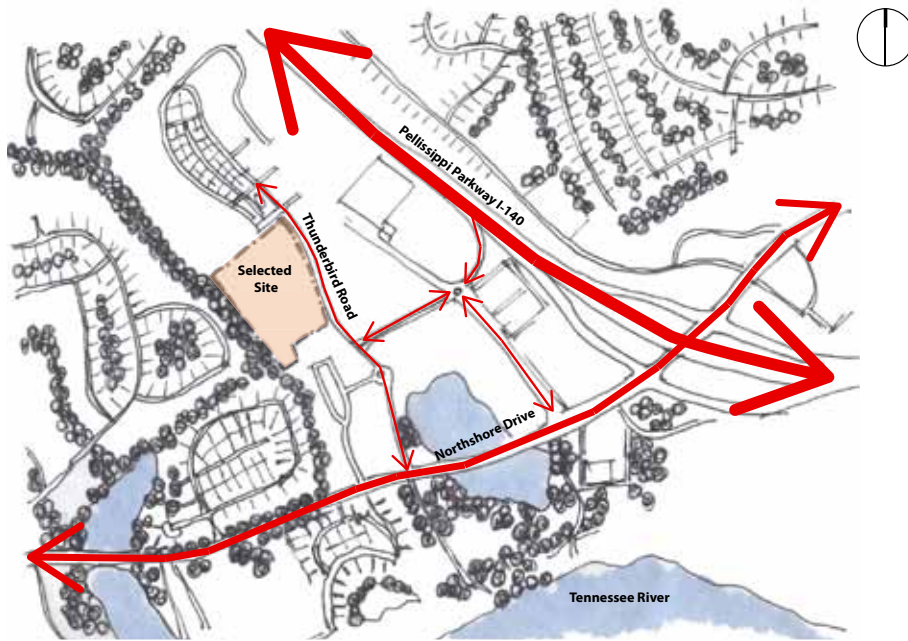 Pellissippi Parkway I-140
Thunderbird Road
Selected
Site
Northshore Drive
Tennessee River